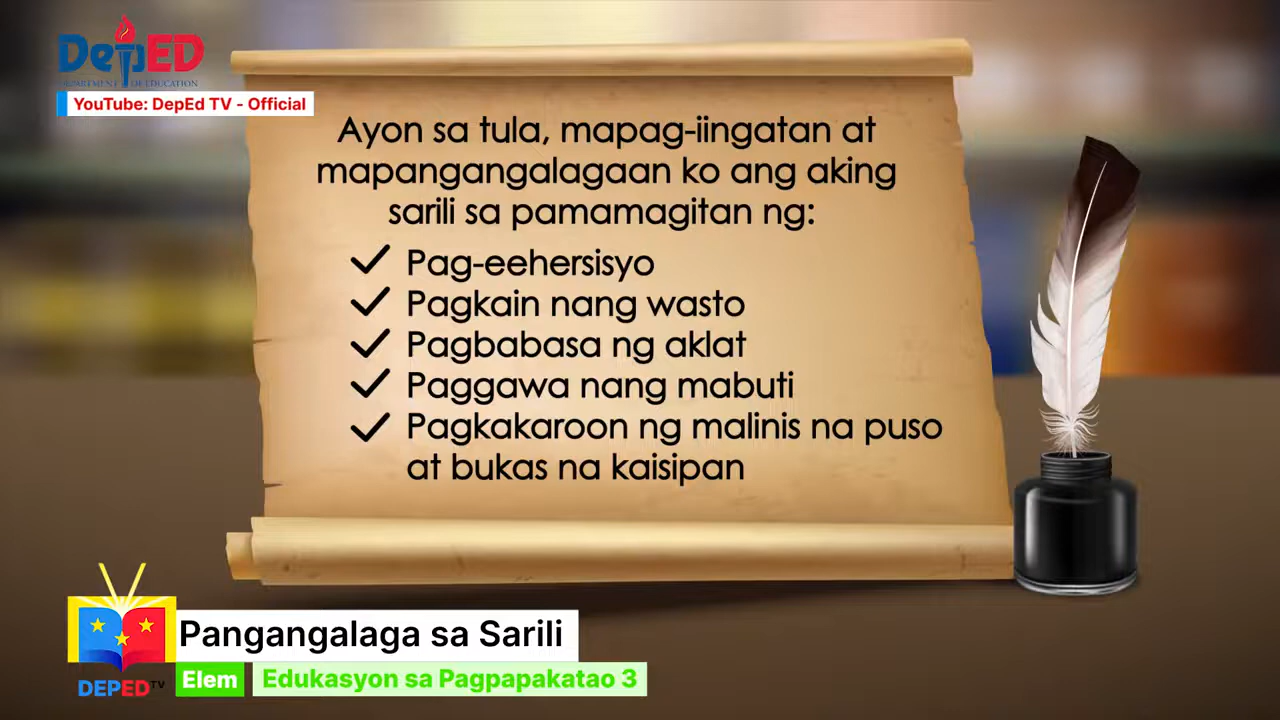 DepED
DEPARTMENT OF EDUCATION
YouTube: DepEd TV - Official
Ayon sa tula, mapag-iingatan at
mapangangalagaan ko ang aking
sarili sa pamamagitan ng:
Pag-eehersisyo
Pagkain nang wasto
Pagbabasa ng aklat
Paggawa nang mabuti
Pagkakaroon ng malinis na puso
at bukas na kaisipan
Pangangalaga sa Sarili
DEPED TV
Elem Edukasyon sa Pagpapakatao 3